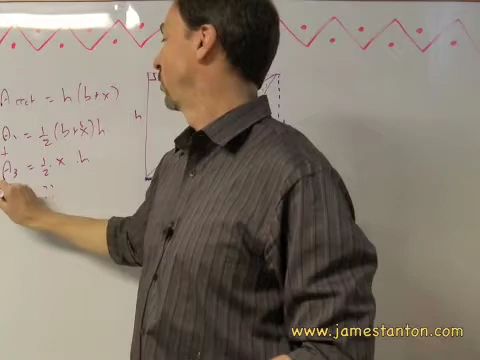 A rect = h(b+x)
A₁ = ½(b+x)h
A₃ = ½ · x · h
h
www.jamestanton.com